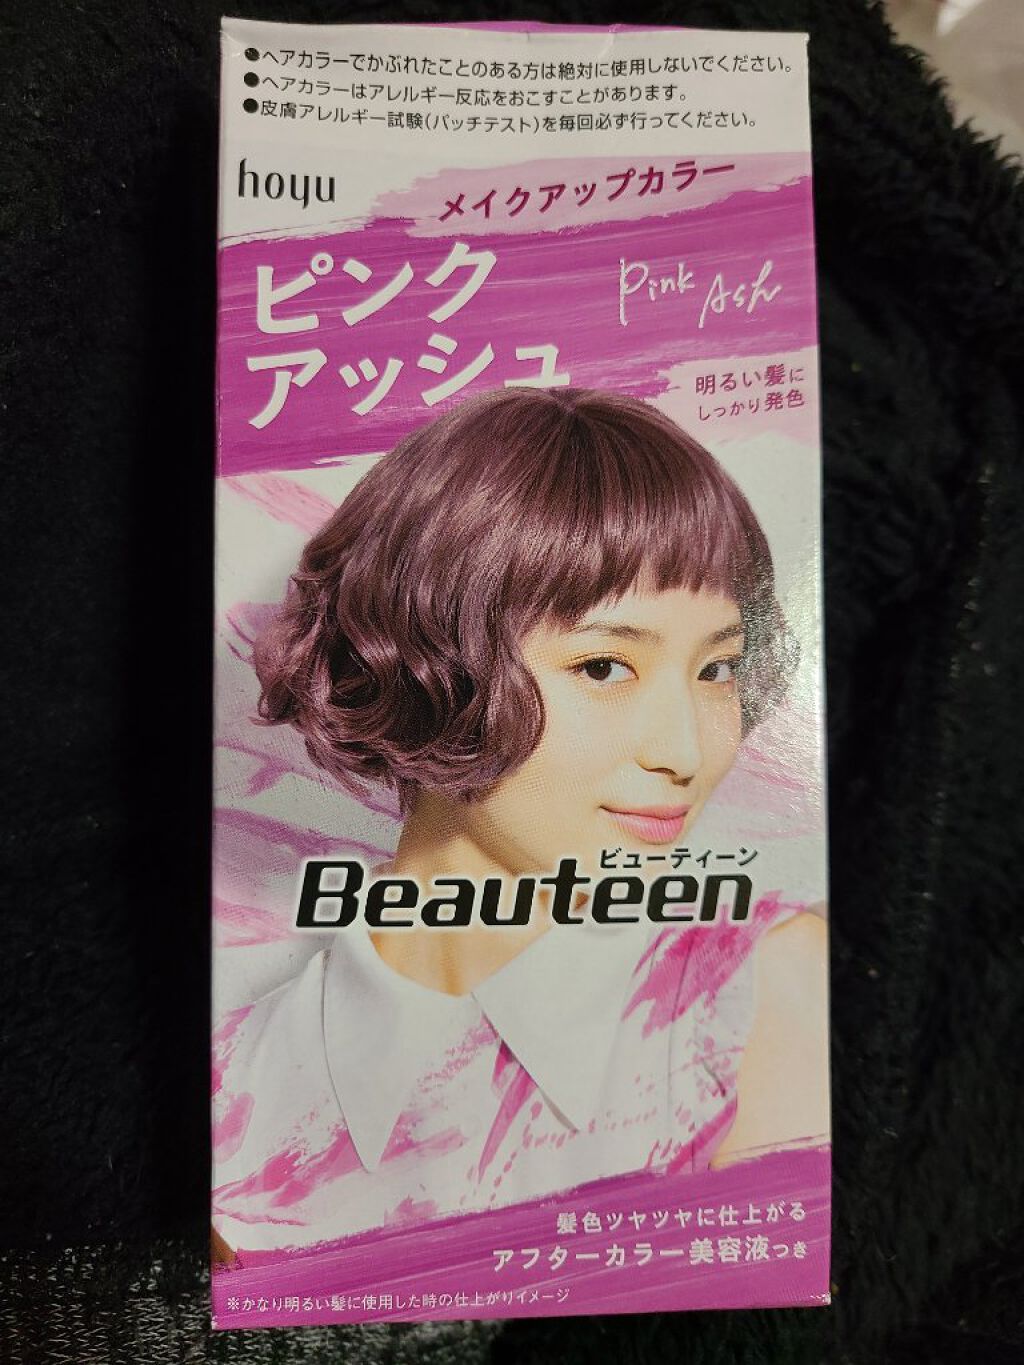 ●ヘアカラーでかぶれたことのある方は絶対に使用しないでください。
●ヘアカラーはアレルギー反応をおこすことがあります。
●皮膚アレルギー試験(パッチテスト)を毎回必ず行ってください。
hoyu
メイクアップカラー
ピンク
アッシュ
Pink Ash
明るい髪に
しっかり発色
ビューティーン
Beauteen
髪色ツヤツヤに仕上がる
アフターカラー美容液つき
※かなり明るい髪に使用した時の仕上がりイメージ